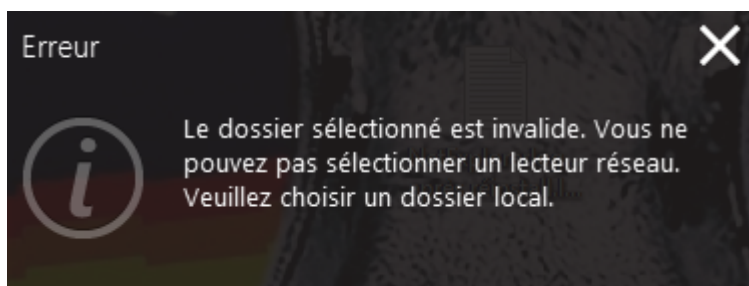 Erreur
Le dossier sélectionné est invalide. Vous ne
pouvez pas sélectionner un lecteur réseau.
Veuillez choisir un dossier local.